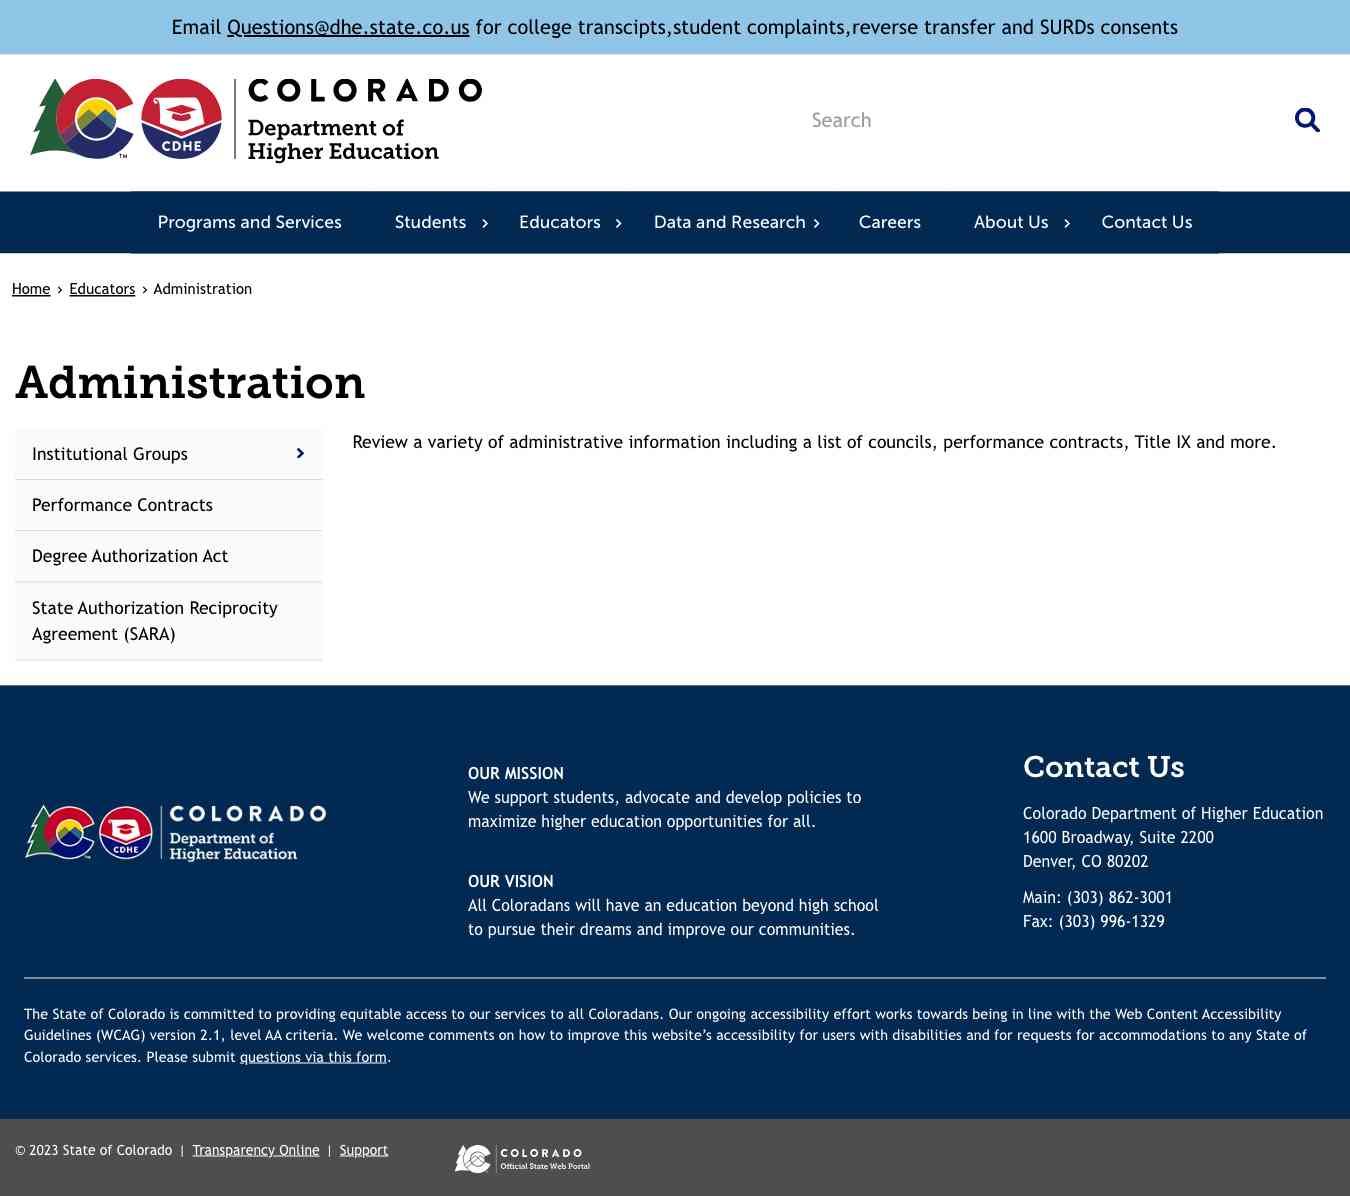 Email Questions@dhe.state.co.us for college transcipts,student complaints,reverse transfer and SURDs consents
CDHE
TM
COLORADO
Department of
Higher Education
Search
Programs and Services Students Educators Data and Research Careers About Us Contact Us
Home › Educators › Administration
Administration
Institutional Groups
Performance Contracts
Degree Authorization Act
State Authorization Reciprocity
Agreement (SARA)
Review a variety of administrative information including a list of councils, performance contracts, Title IX and more.
CDHE
TM
COLORADO
Department of
Higher Education
OUR MISSION
We support students, advocate and develop policies to
maximize higher education opportunities for all.
OUR VISION
All Coloradans will have an education beyond high school
to pursue their dreams and improve our communities.
Contact Us
Colorado Department of Higher Education
1600 Broadway, Suite 2200
Denver, CO 80202
Main: (303) 862-3001
Fax: (303) 996-1329
The State of Colorado is committed to providing equitable access to our services to all Coloradans. Our ongoing accessibility effort works towards being in line with the Web Content Accessibility
Guidelines (WCAG) version 2.1, level AA criteria. We welcome comments on how to improve this website’s accessibility for users with disabilities and for requests for accommodations to any State of
Colorado services. Please submit questions via this form.
© 2023 State of Colorado | Transparency Online | Support
COLORADO
Official State Web Portal